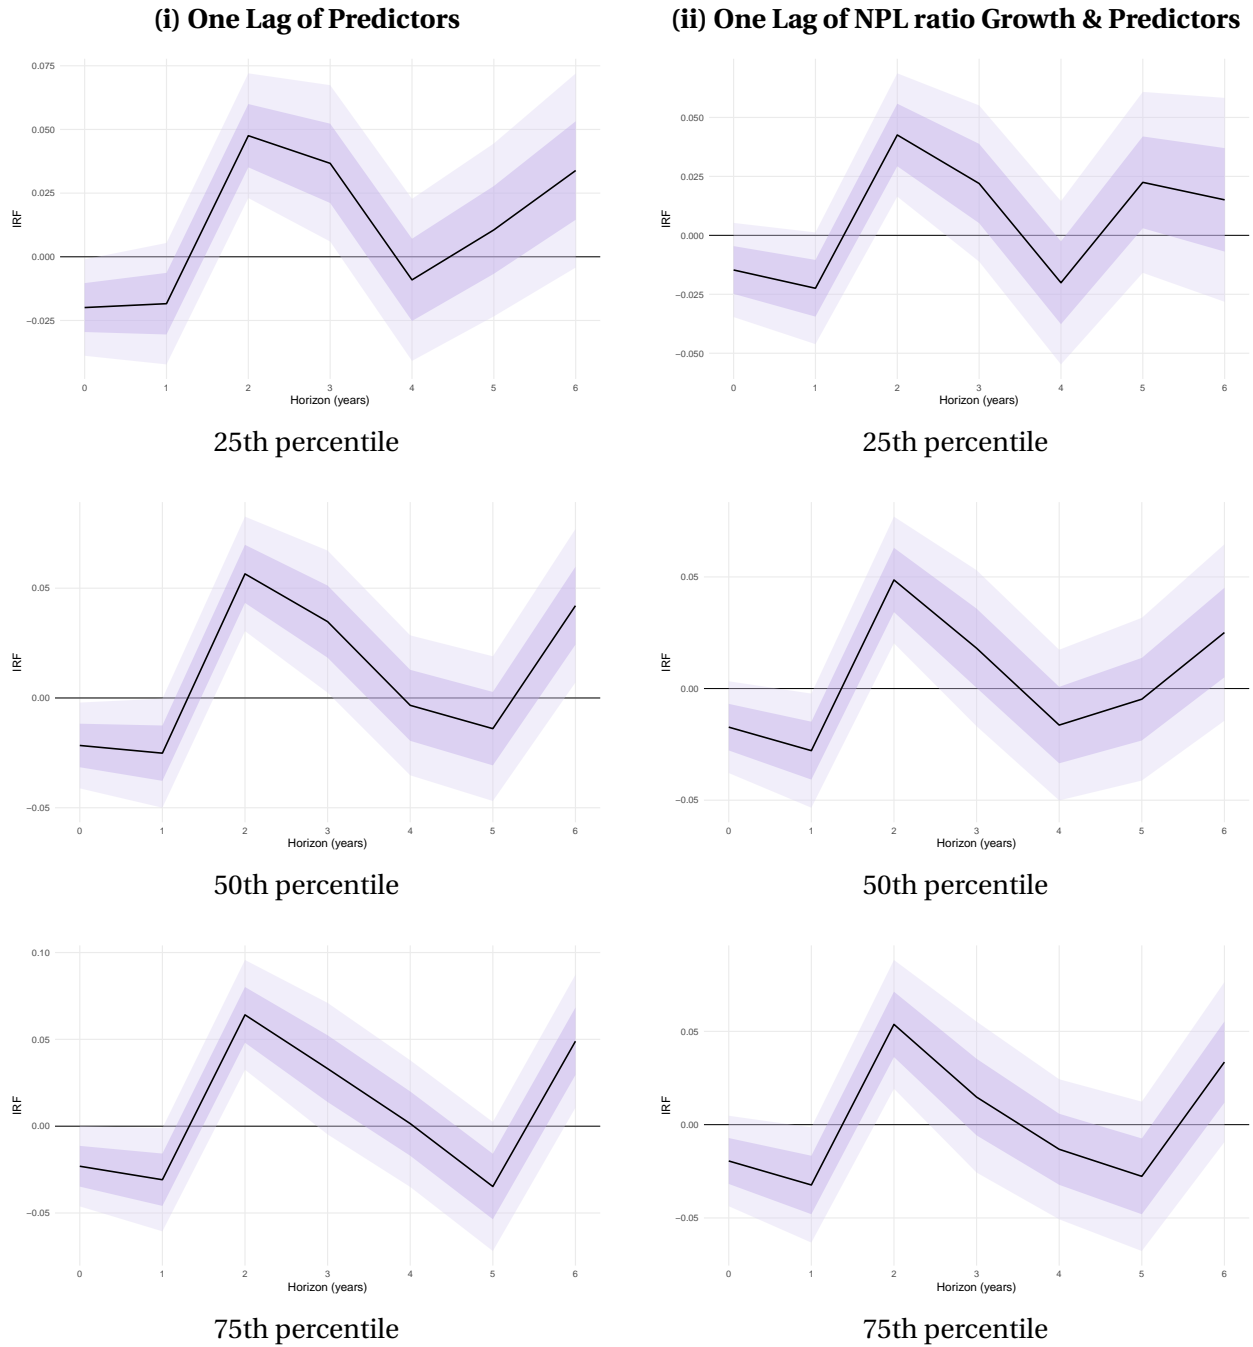 (i) One Lag of Predictors
(ii) One Lag of NPL ratio Growth & Predictors
0.075
0.050
0.025
0.000
−0.025
IRF
0 1 2 3 4 5 6
Horizon (years)
25th percentile
0.050
0.025
0.000
−0.025
−0.050
IRF
0 1 2 3 4 5 6
Horizon (years)
25th percentile
0.05
0.00
−0.05
IRF
0 1 2 3 4 5 6
Horizon (years)
50th percentile
0.05
0.00
−0.05
IRF
0 1 2 3 4 5 6
Horizon (years)
50th percentile
0.10
0.05
0.00
−0.05
IRF
0 1 2 3 4 5 6
Horizon (years)
75th percentile
0.05
0.00
−0.05
IRF
0 1 2 3 4 5 6
Horizon (years)
75th percentile